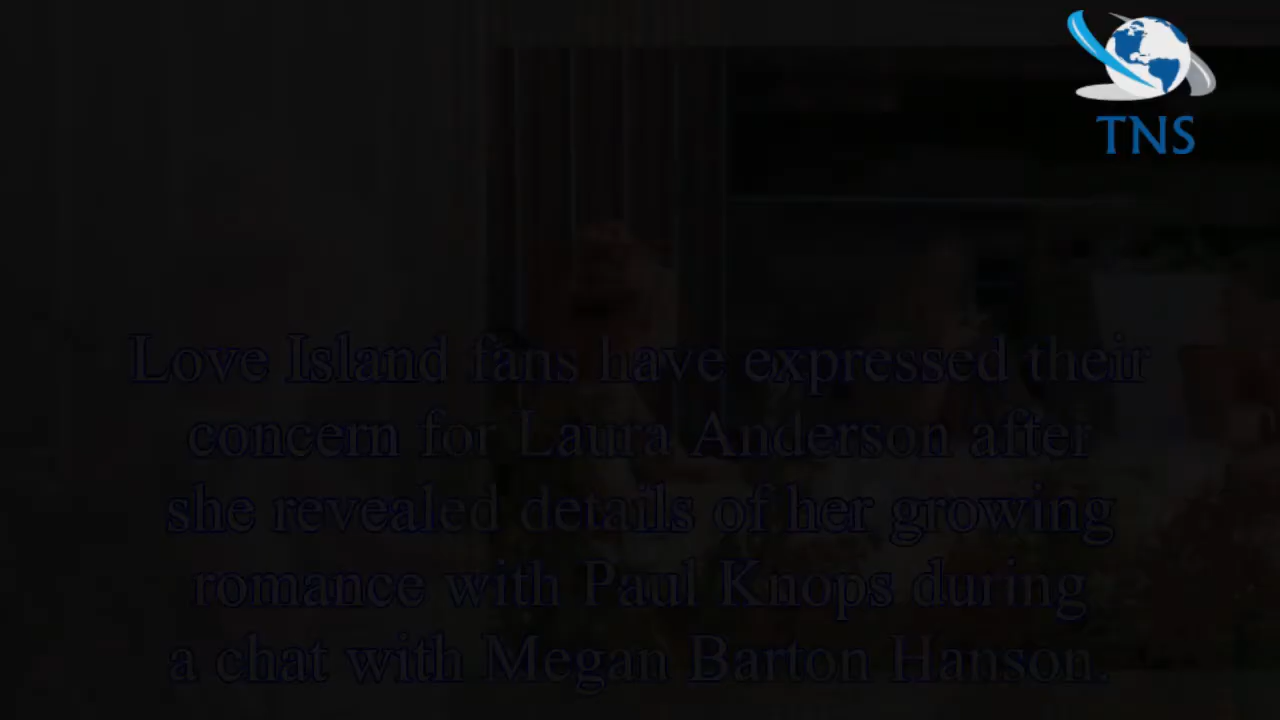 TNS
Love Island fans have expressed their
concern for Laura Anderson after
she revealed details of her growing
romance with Paul Knops during
a chat with Megan Barton Hanson.